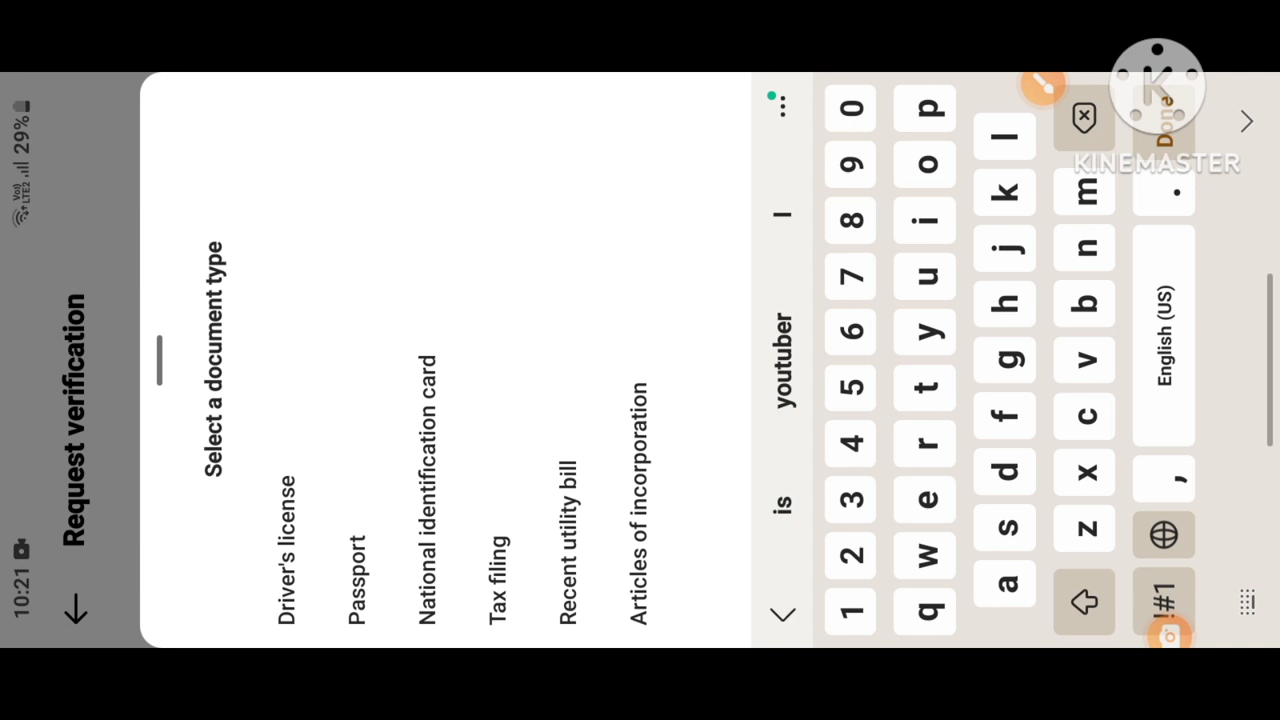 10:21 Vo)) LTE2 29%
Request verification
Select a document type
Driver's license
Passport
National identification card
Tax filing
Recent utility bill
Articles of incorporation
is youtuber I
1 2 3 4 5 6 7 8 9 0
q w e r t y u i o p
a s d f g h j k l
z x c v b n m
!#1 , English (US) . Done
KINEMASTER